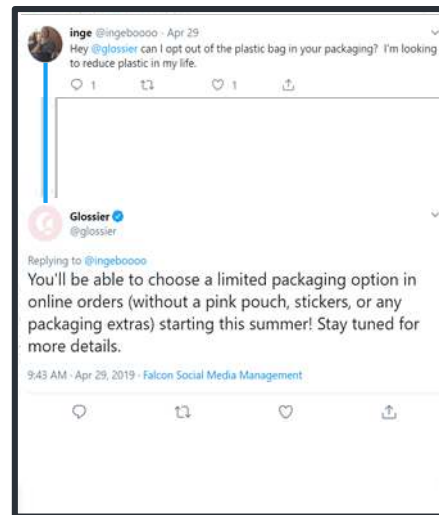 inge @ingeboooo · Apr 29
Hey @glossier can I opt out of the plastic bag in your packaging? I'm looking
to reduce plastic in my life.
1 1
Glossier
@glossier
Replying to @ingeboooo
You'll be able to choose a limited packaging option in
online orders (without a pink pouch, stickers, or any
packaging extras) starting this summer! Stay tuned for
more details.
9:43 AM · Apr 29, 2019 · Falcon Social Media Management